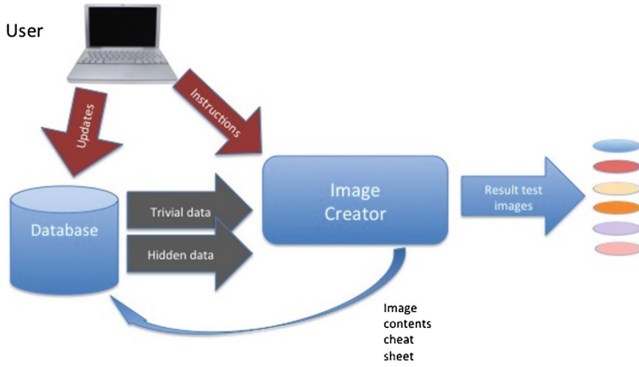 User
Updates
Instructions
Database
Trivial data
Hidden data
Image
Creator
Result test
images
Image
contents
cheat
sheet